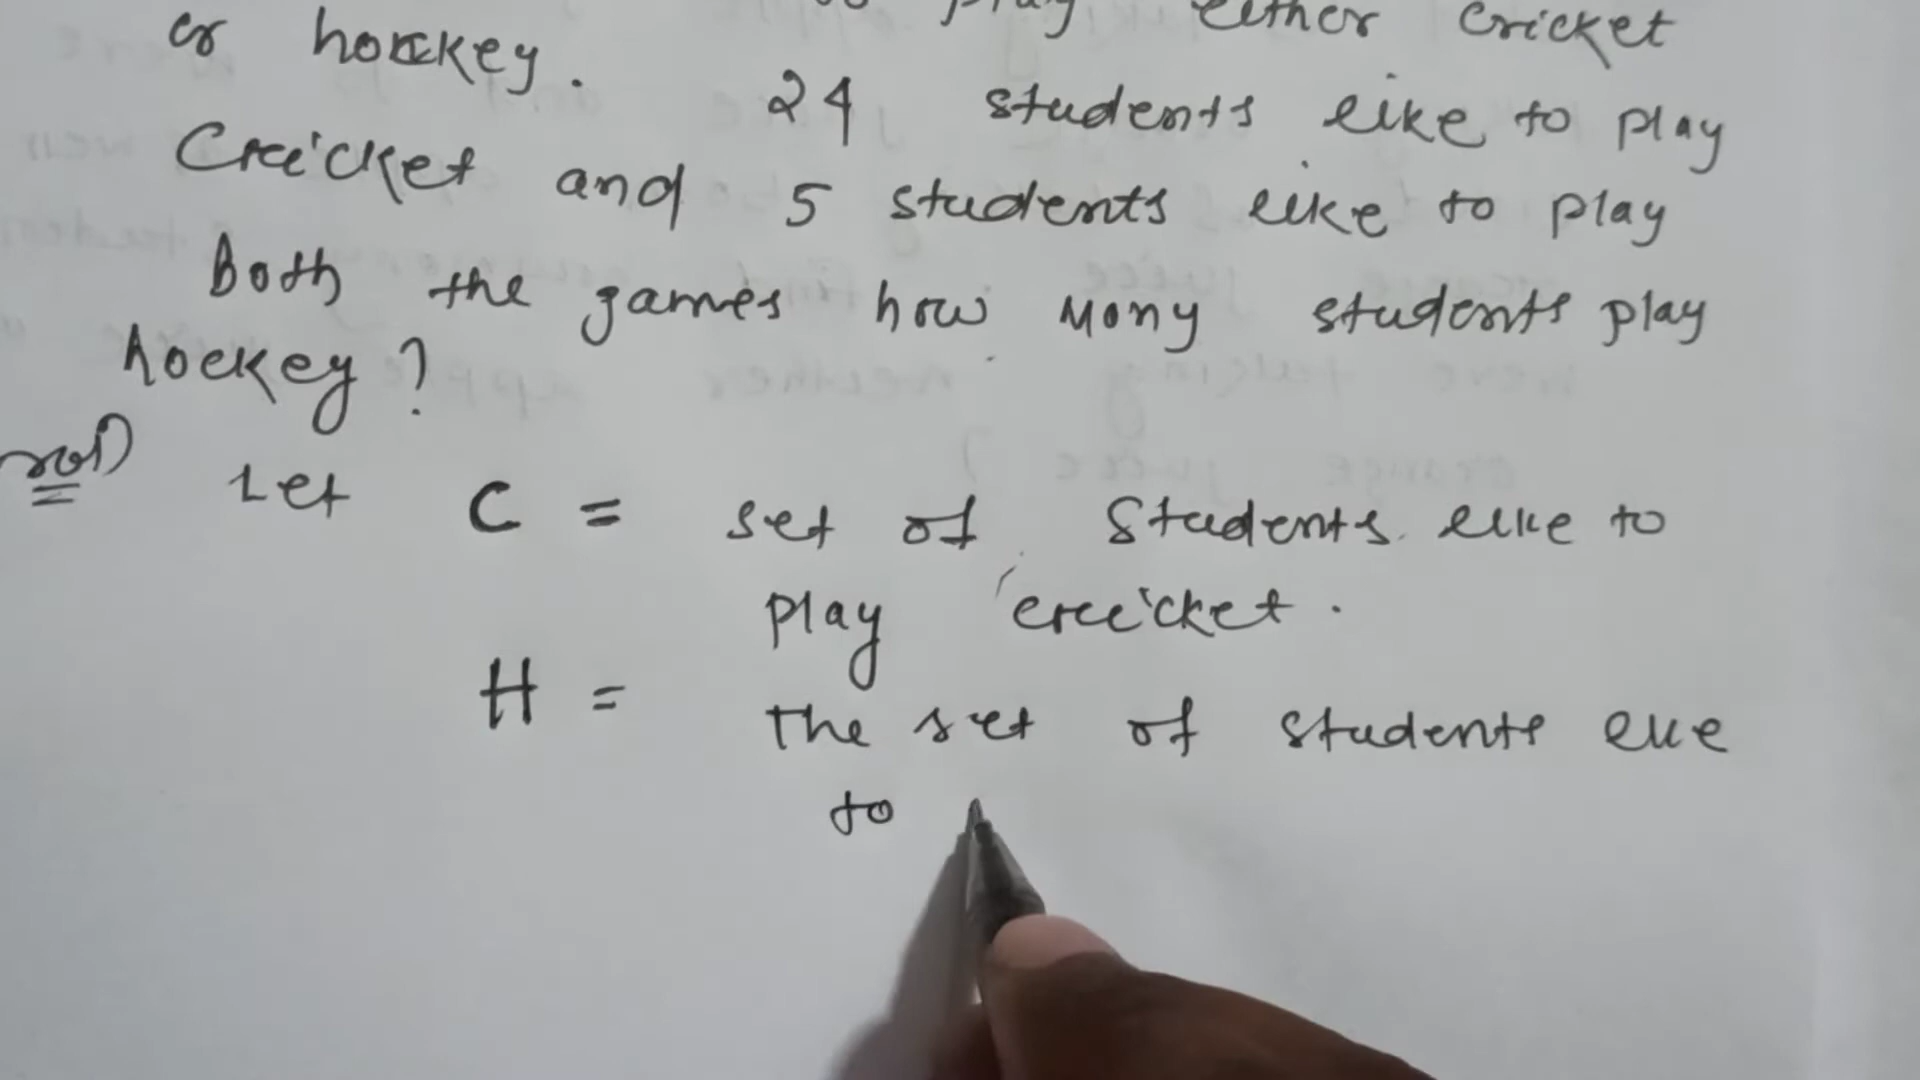 play either cricket
or hockey. 24 students like to play
Cricket and 5 students like to play
both the games how many students play
hockey?
sol) Let C = set of students like to
play cricket.
H = the set of students like
to